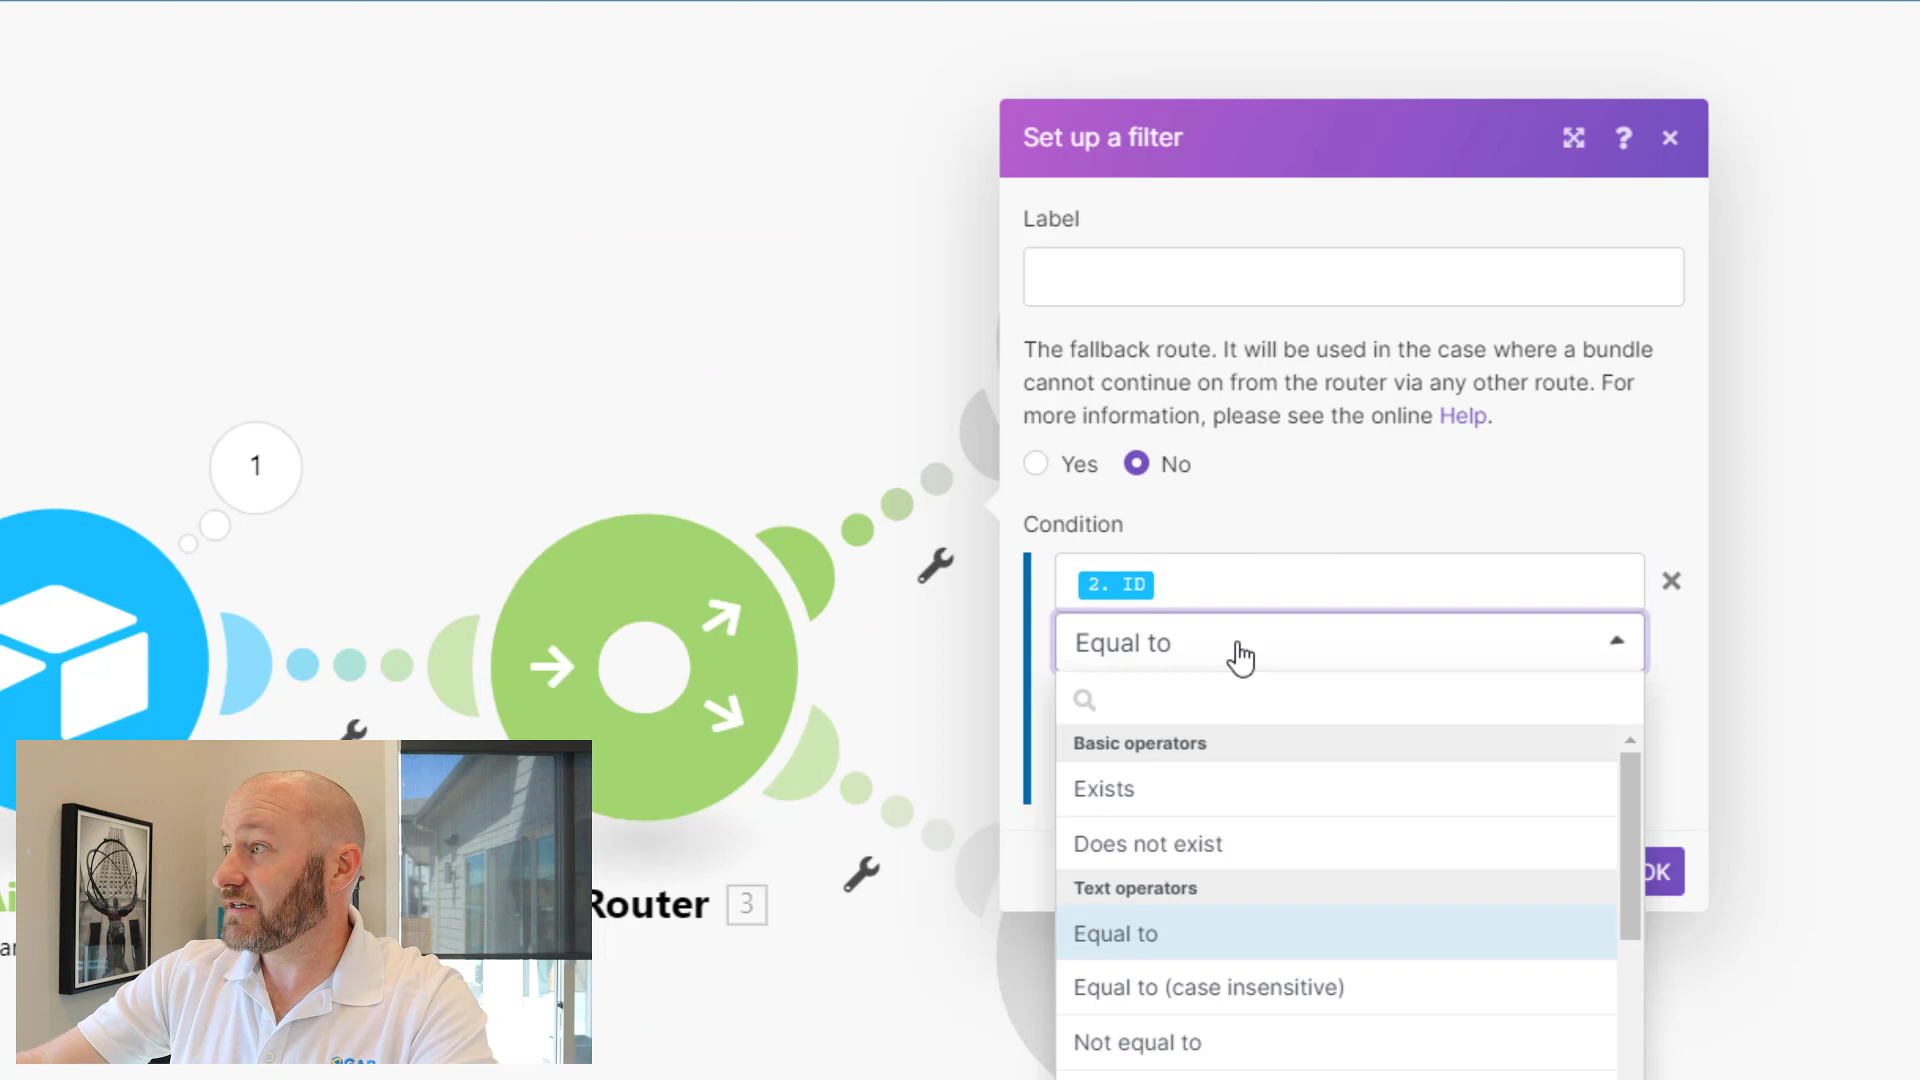 Set up a filter
?
Label
The fallback route. It will be used in the case where a bundle
cannot continue on from the router via any other route. For
more information, please see the online Help.
Yes No
1
Condition
2. ID
Equal to
Basic operators
Exists
Does not exist
OK
Text operators
Router 3
Equal to
Equal to (case insensitive)
Not equal to